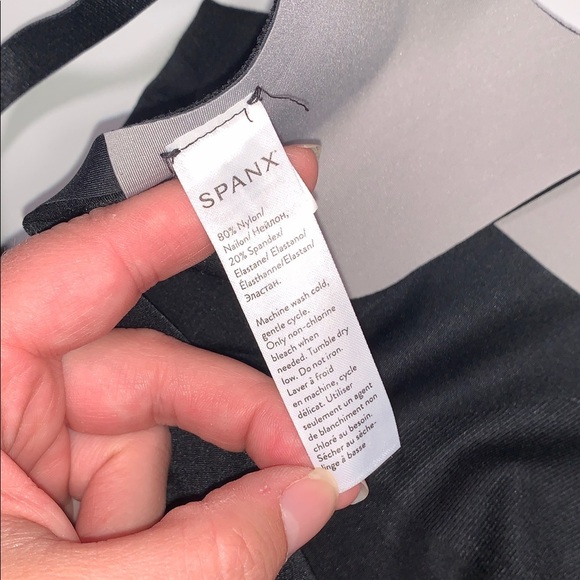 SPANX®
80% Nylon/
Nailon/ Нейлон,
20% Spandex/
Elastane/ Elastano/
Élasthanne/Elastan/
Эластан.
Machine wash cold,
gentle cycle.
Only non-chlorine
bleach when
needed. Tumble dry
low. Do not iron.
Laver à froid
en machine, cycle
délicat. Utiliser
seulement un agent
de blanchiment non
chloré au besoin.
Sécher au sèche-
linge à basse